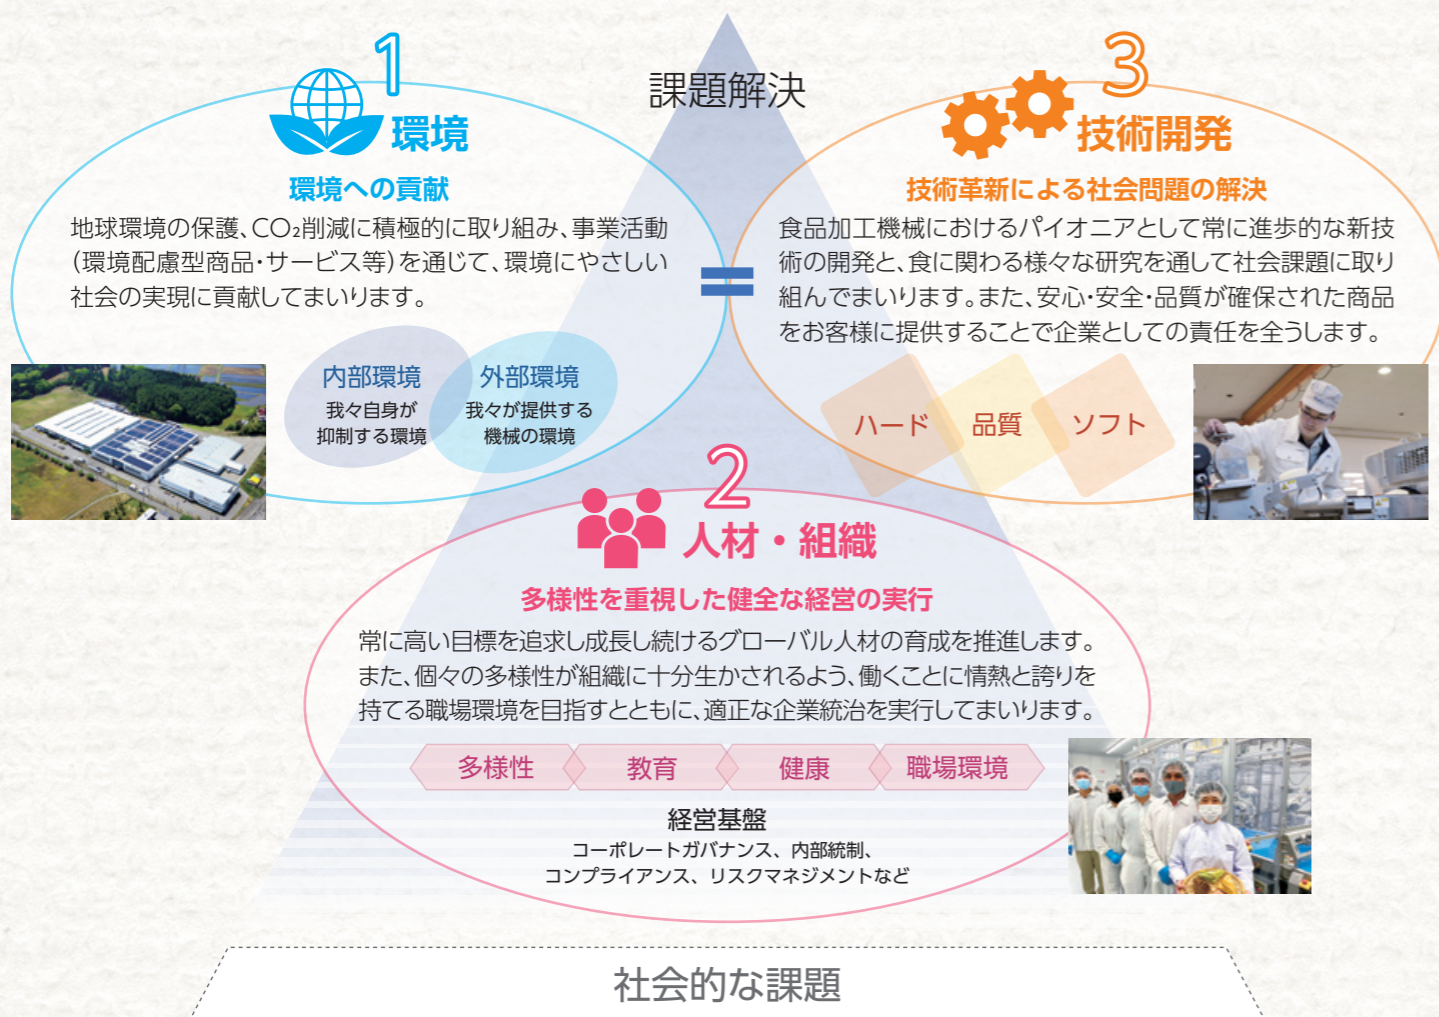 課題解決
1
環境
環境への貢献
地球環境の保護、CO₂削減に積極的に取り組み、事業活動
（環境配慮型商品・サービス等）を通じて、環境にやさしい
社会の実現に貢献してまいります。
内部環境
我々自身が
抑制する環境
外部環境
我々が提供する
機械の環境
=
3
技術開発
技術革新による社会問題の解決
食品加工機械におけるパイオニアとして常に進歩的な新技
術の開発と、食に関わる様々な研究を通して社会課題に取り
組んでまいります。また、安心・安全・品質が確保された商品
をお客様に提供することで企業としての責任を全うします。
ハード
品質
ソフト
2
人材・組織
多様性を重視した健全な経営の実行
常に高い目標を追求し成長し続けるグローバル人材の育成を推進します。
また、個々の多様性が組織に十分生かされるよう、働くことに情熱と誇りを
持てる職場環境を目指すとともに、適正な企業統治を実行してまいります。
多様性
教育
健康
職場環境
経営基盤
コーポレートガバナンス、内部統制、
コンプライアンス、リスクマネジメントなど
社会的な課題